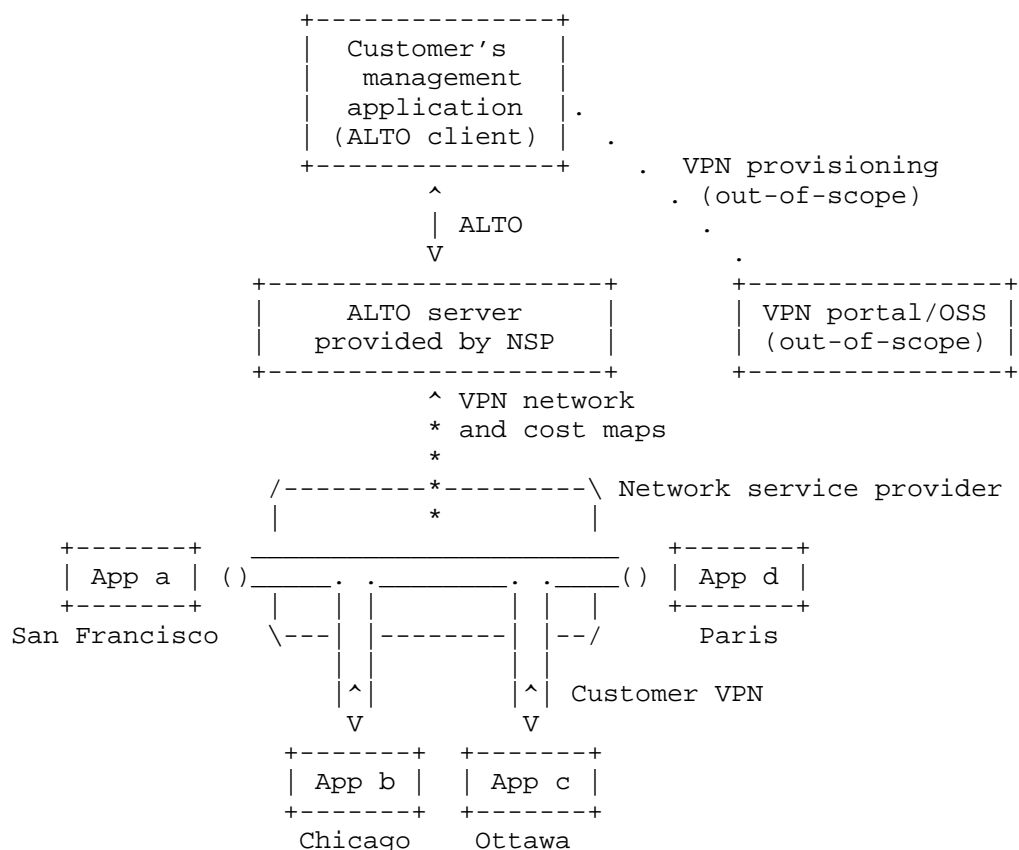 Customer's
management
application
(ALTO client)
VPN provisioning
(out-of-scope)
ALTO
ALTO server
provided by NSP
VPN portal/OSS
(out-of-scope)
VPN network
and cost maps
Network service provider
App a
App d
San Francisco
Paris
Customer VPN
App b
App c
Chicago
Ottawa